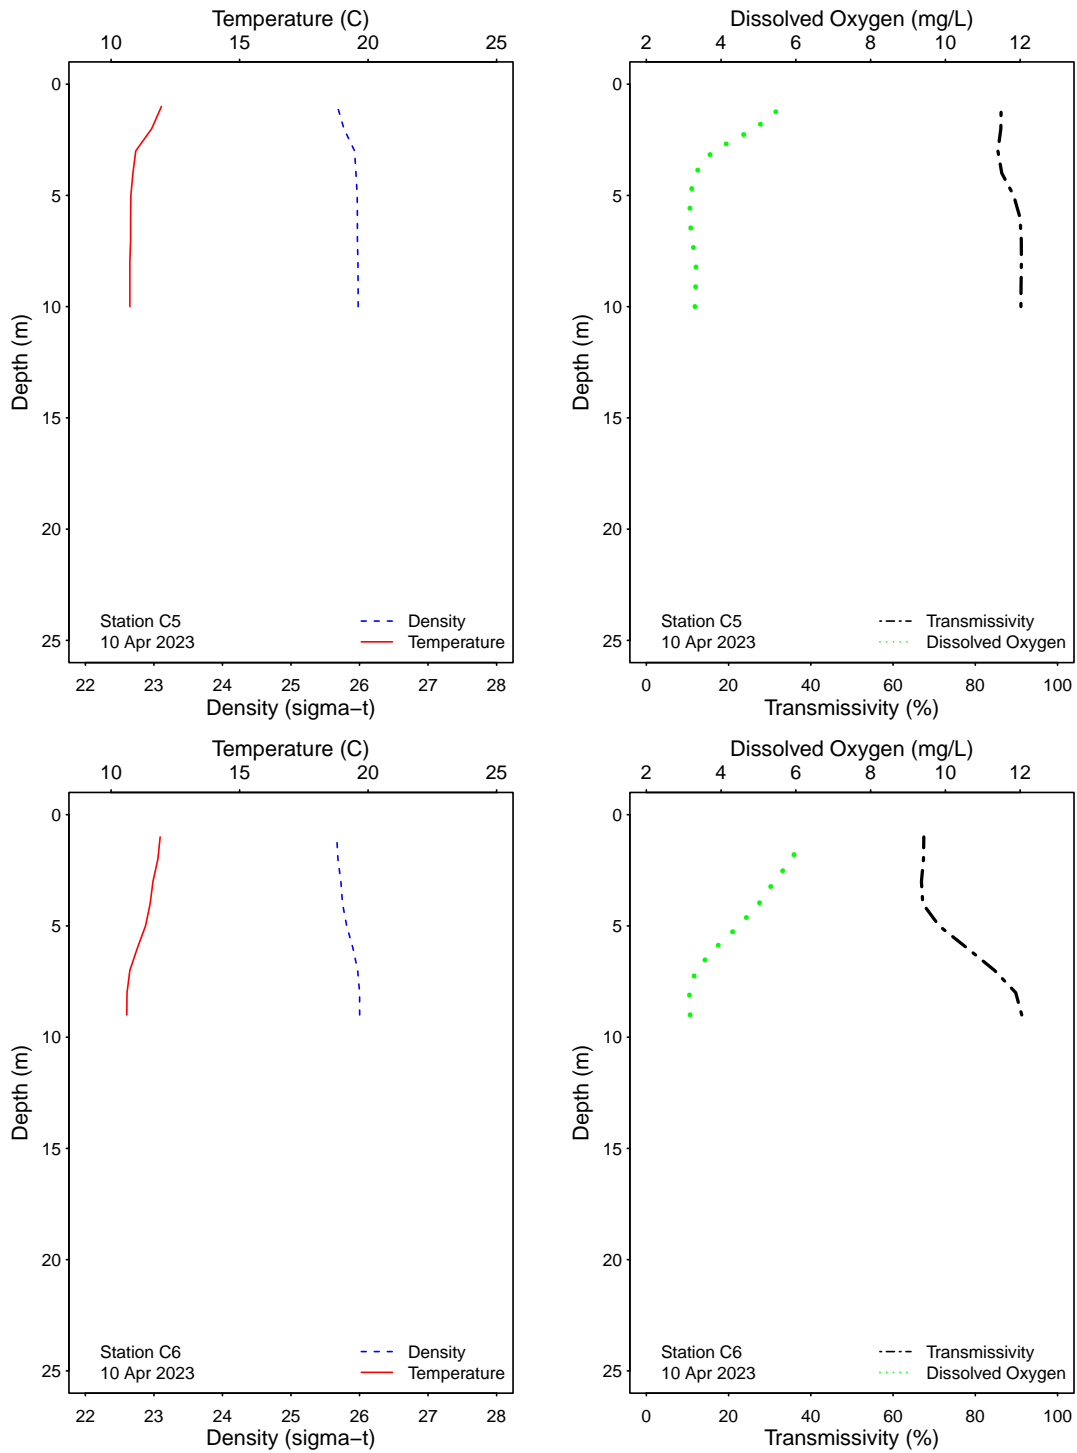 Temperature (C)
10 15 20 25
0
5
10
15
20
25
Depth (m)
Station C5
10 Apr 2023
Density
Temperature
22 23 24 25 26 27 28
Density (sigma−t)
Dissolved Oxygen (mg/L)
2 4 6 8 10 12
0
5
10
15
20
25
Depth (m)
Station C5
10 Apr 2023
Transmissivity
Dissolved Oxygen
0 20 40 60 80 100
Transmissivity (%)
Temperature (C)
10 15 20 25
0
5
10
15
20
25
Depth (m)
Station C6
10 Apr 2023
Density
Temperature
22 23 24 25 26 27 28
Density (sigma−t)
Dissolved Oxygen (mg/L)
2 4 6 8 10 12
0
5
10
15
20
25
Depth (m)
Station C6
10 Apr 2023
Transmissivity
Dissolved Oxygen
0 20 40 60 80 100
Transmissivity (%)